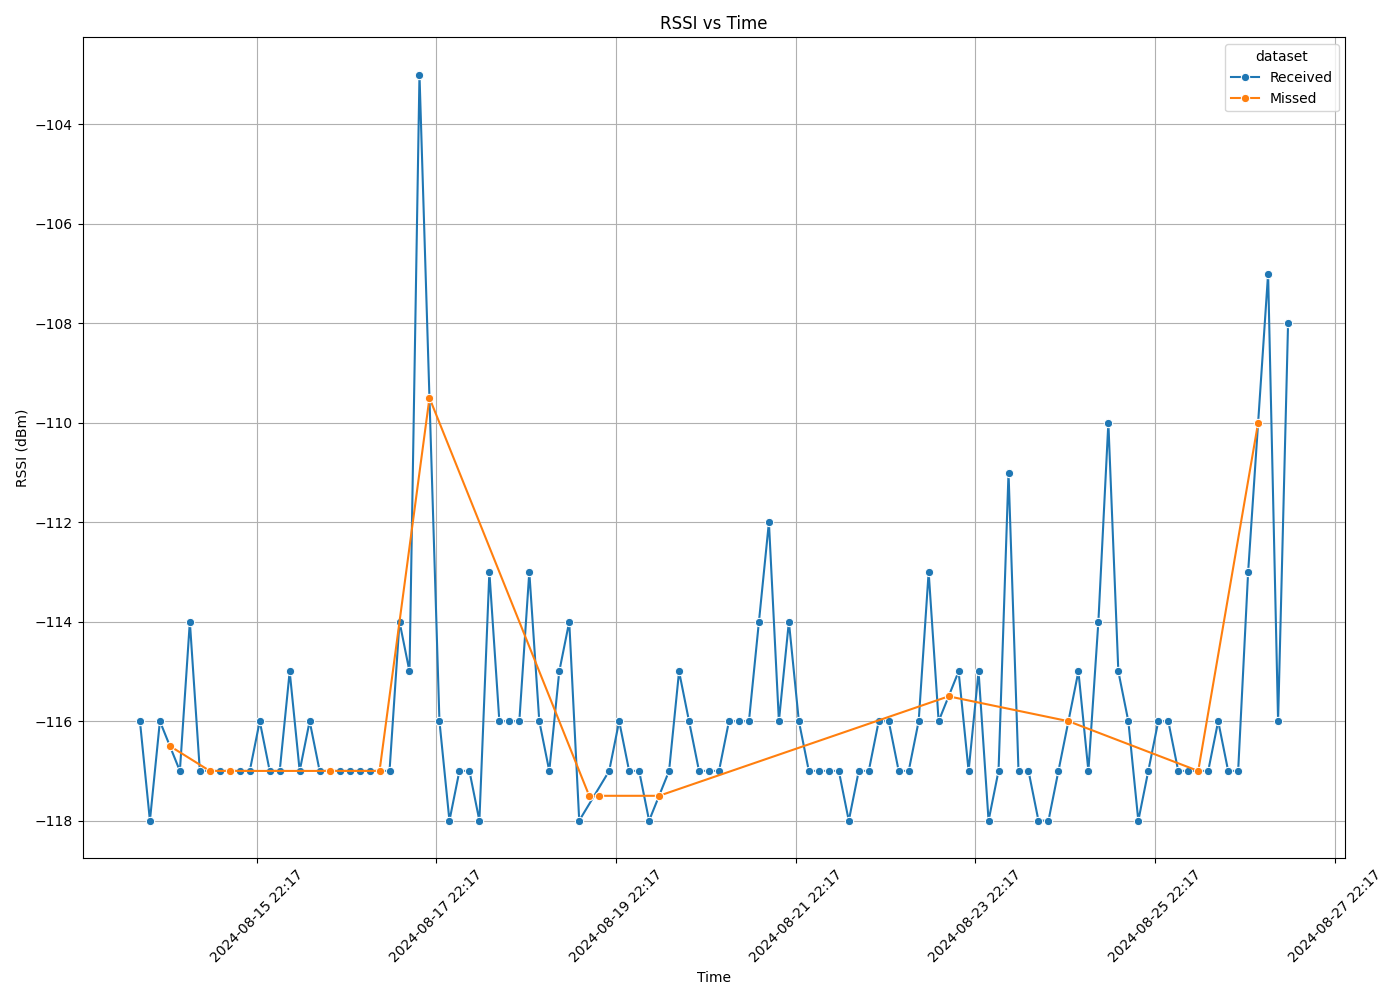 RSSI vs Time
dataset
Received
Missed
−104
−106
−108
−110
−112
−114
−116
−118
RSSI (dBm)
2024-08-15 22:17
2024-08-17 22:17
2024-08-19 22:17
2024-08-21 22:17
2024-08-23 22:17
2024-08-25 22:17
2024-08-27 22:17
Time